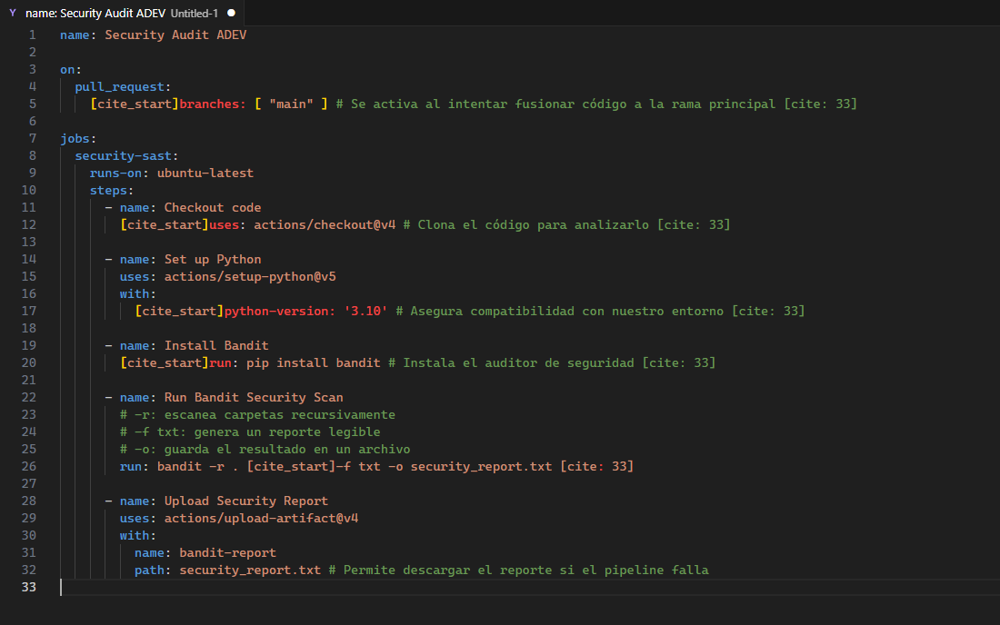 name: Security Audit ADEV Untitled-1
1 name: Security Audit ADEV
2
3 on:
4 pull_request:
5 [cite_start]branches: [ "main" ] # Se activa al intentar fusionar código a la rama principal [cite: 33]
6
7 jobs:
8 security-sast:
9 runs-on: ubuntu-latest
10 steps:
11 - name: Checkout code
12 [cite_start]uses: actions/checkout@v4 # Clona el código para analizarlo [cite: 33]
13
14 - name: Set up Python
15 uses: actions/setup-python@v5
16 with:
17 [cite_start]python-version: '3.10' # Asegura compatibilidad con nuestro entorno [cite: 33]
18
19 - name: Install Bandit
20 [cite_start]run: pip install bandit # Instala el auditor de seguridad [cite: 33]
21
22 - name: Run Bandit Security Scan
23 # -r: escanea carpetas recursivamente
24 # -f txt: genera un reporte legible
25 # -o: guarda el resultado en un archivo
26 run: bandit -r . [cite_start]-f txt -o security_report.txt [cite: 33]
27
28 - name: Upload Security Report
29 uses: actions/upload-artifact@v4
30 with:
31 name: bandit-report
32 path: security_report.txt # Permite descargar el reporte si el pipeline falla
33